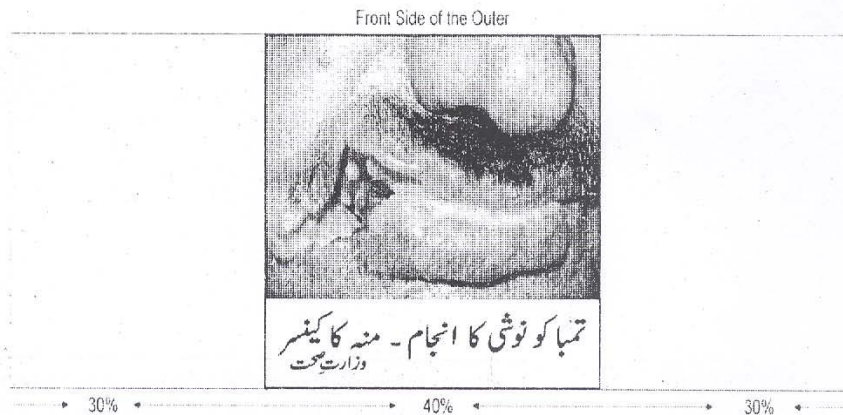 Front Side of the Outer
تمباکو نوشی کا انجام ۔ منہ کا کینسر
وزارتِ صحت
30% 40% 30%